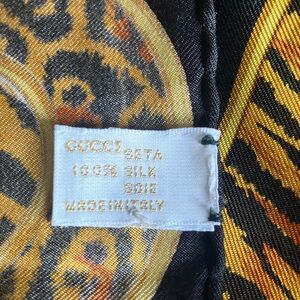 GUCCI
SETA
100% SILK
SOIE
MADE IN ITALY